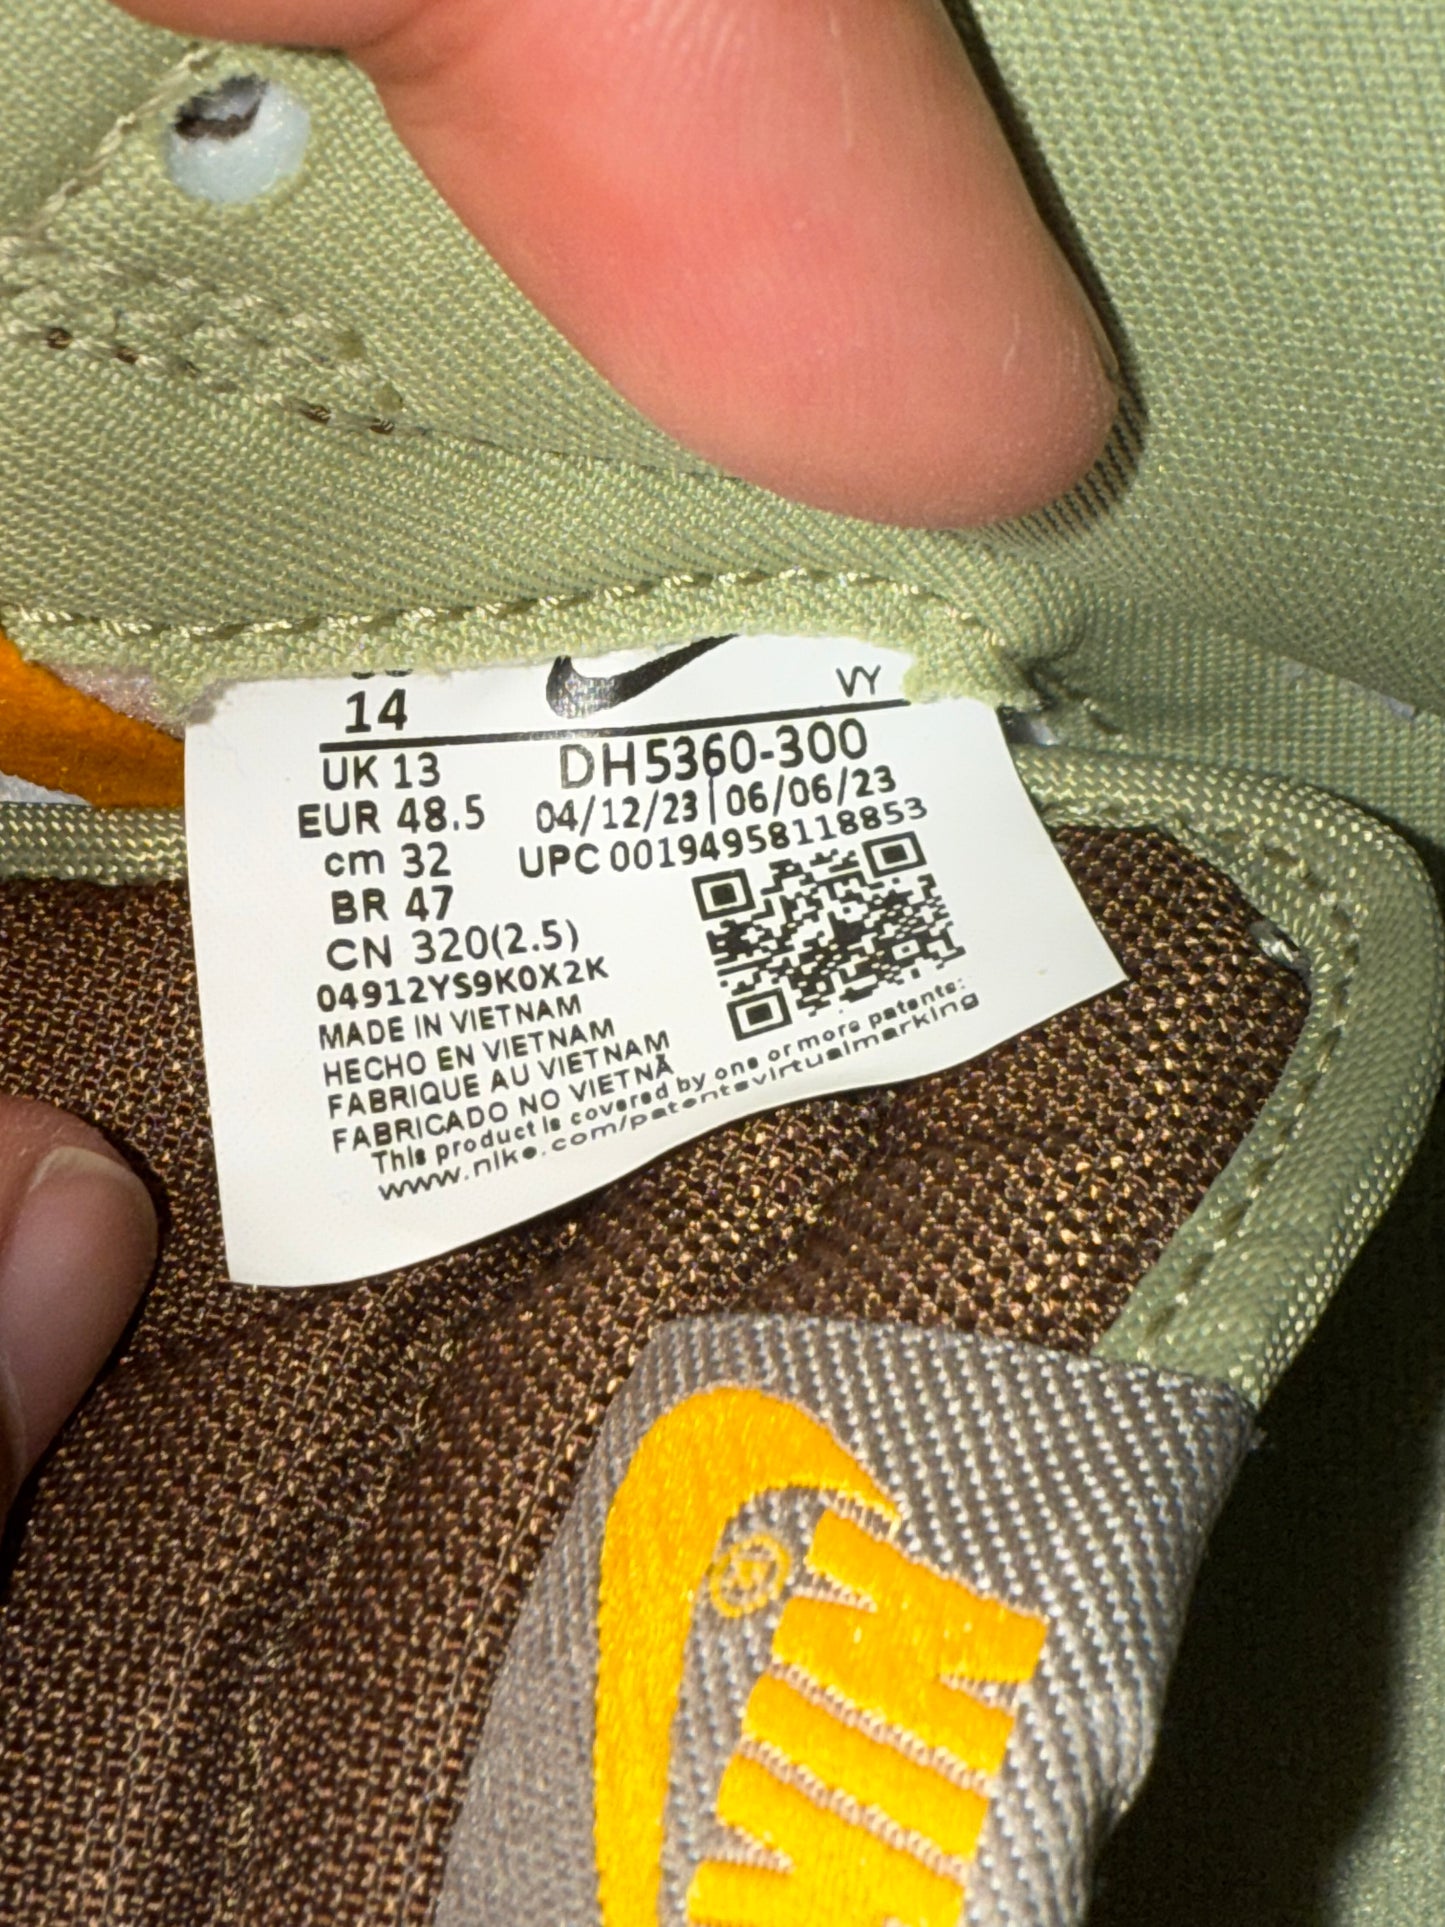 14
VY
UK 13
DH5360-300
EUR 48.5
04/12/23|06/06/23
cm 32
UPC 00194958118853
BR 47
CN 320(2.5)
04912YS9K0X2K
MADE IN VIETNAM
HECHO EN VIETNAM
FABRIQUE AU VIETNAM
FABRICADO NO VIETNÃ
This product is covered by one or more patents:
www.nike.com/patentsvirtualmarking